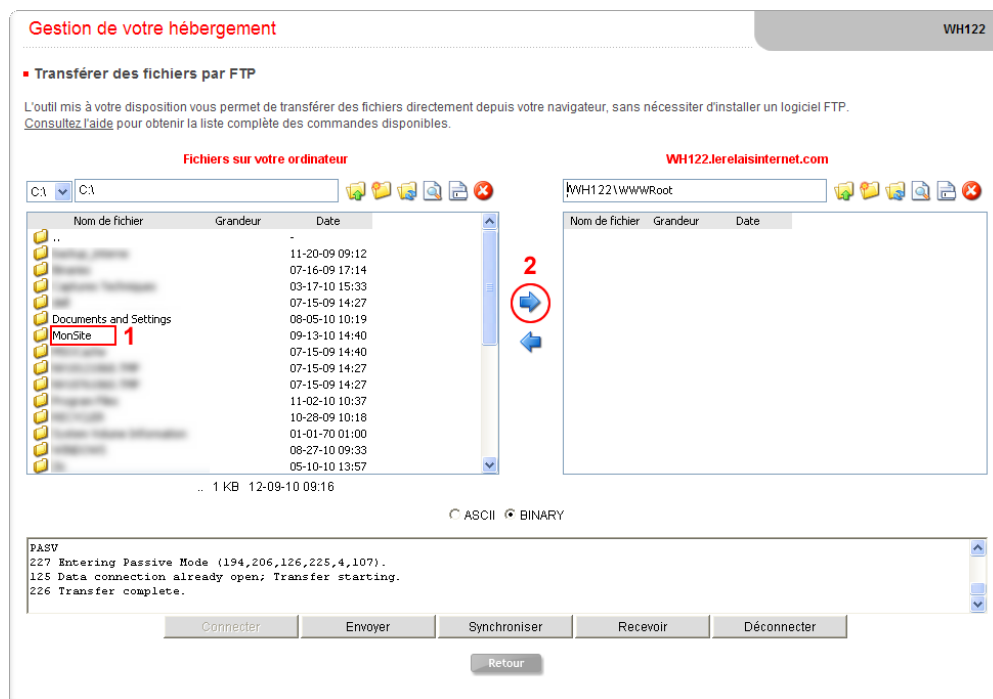 Gestion de votre hébergement
WH122
Transférer des fichiers par FTP
L'outil mis à votre disposition vous permet de transférer des fichiers directement depuis votre navigateur, sans nécessiter d'installer un logiciel FTP.
Consultez l'aide pour obtenir la liste complète des commandes disponibles.
Fichiers sur votre ordinateur
WH122.lerelaisinternet.com
C:\ C:\
WH122\WWWRoot
Nom de fichier Grandeur Date
Nom de fichier Grandeur Date
.. -
11-20-09 09:12
07-16-09 17:14
03-17-10 15:33
07-15-09 14:27
Documents and Settings 08-05-10 10:19
MonSite 1 09-13-10 14:40
07-15-09 14:40
07-15-09 14:27
07-15-09 14:27
11-02-10 10:37
10-28-09 10:18
01-01-70 01:00
08-27-10 09:33
05-10-10 13:57
2
.. 1 KB 12-09-10 09:16
ASCII BINARY
PASV
227 Entering Passive Mode (194,206,126,225,4,107).
125 Data connection already open; Transfer starting.
226 Transfer complete.
Connecter Envoyer Synchroniser Recevoir Déconnecter
Retour